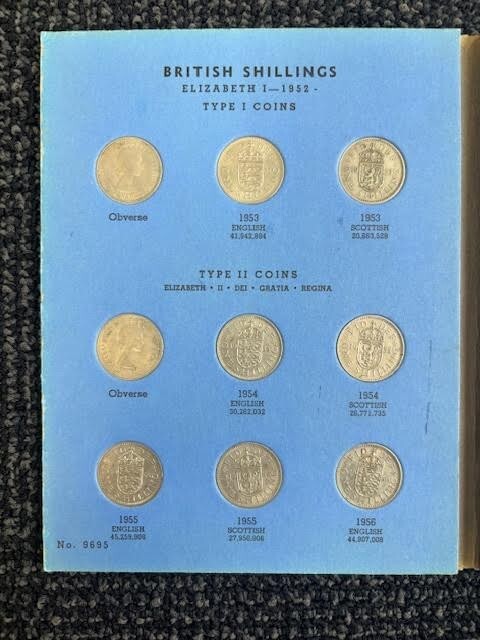 BRITISH SHILLINGS
ELIZABETH I—1952 -
TYPE I COINS
Obverse
1953
ENGLISH
41,942,894
1953
SCOTTISH
20,663,528
TYPE II COINS
ELIZABETH • II • DEI • GRATIA • REGINA
Obverse
1954
ENGLISH
30,262,032
1954
SCOTTISH
26,771,735
1955
ENGLISH
45,259,908
1955
SCOTTISH
27,950,906
1956
ENGLISH
44,907,008
No. 9695